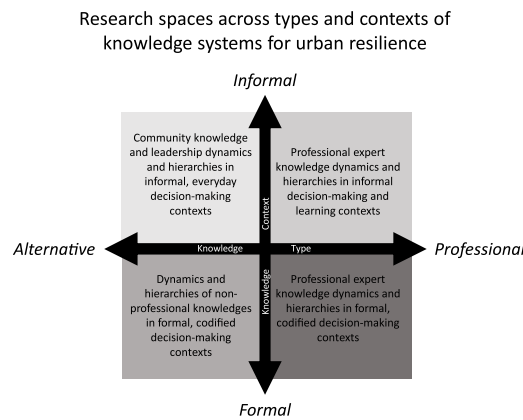 Research spaces across types and contexts of
knowledge systems for urban resilience
Informal
Community knowledge
and leadership dynamics
and hierarchies in
informal, everyday
decision-making
contexts
Professional expert
knowledge dynamics and
hierarchies in informal
decision-making and
learning contexts
Context
Alternative
Knowledge
Type
Professional
Knowledge
Dynamics and
hierarchies of non-
professional knowledges
in formal, codified
decision-making
contexts
Professional expert
knowledge dynamics and
hierarchies in formal,
codified decision-making
contexts
Formal